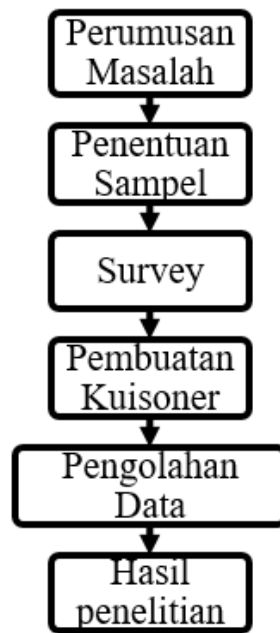 Perumusan
Masalah
Penentuan
Sampel
Survey
Pembuatan
Kuisoner
Pengolahan
Data
Hasil
penelitian